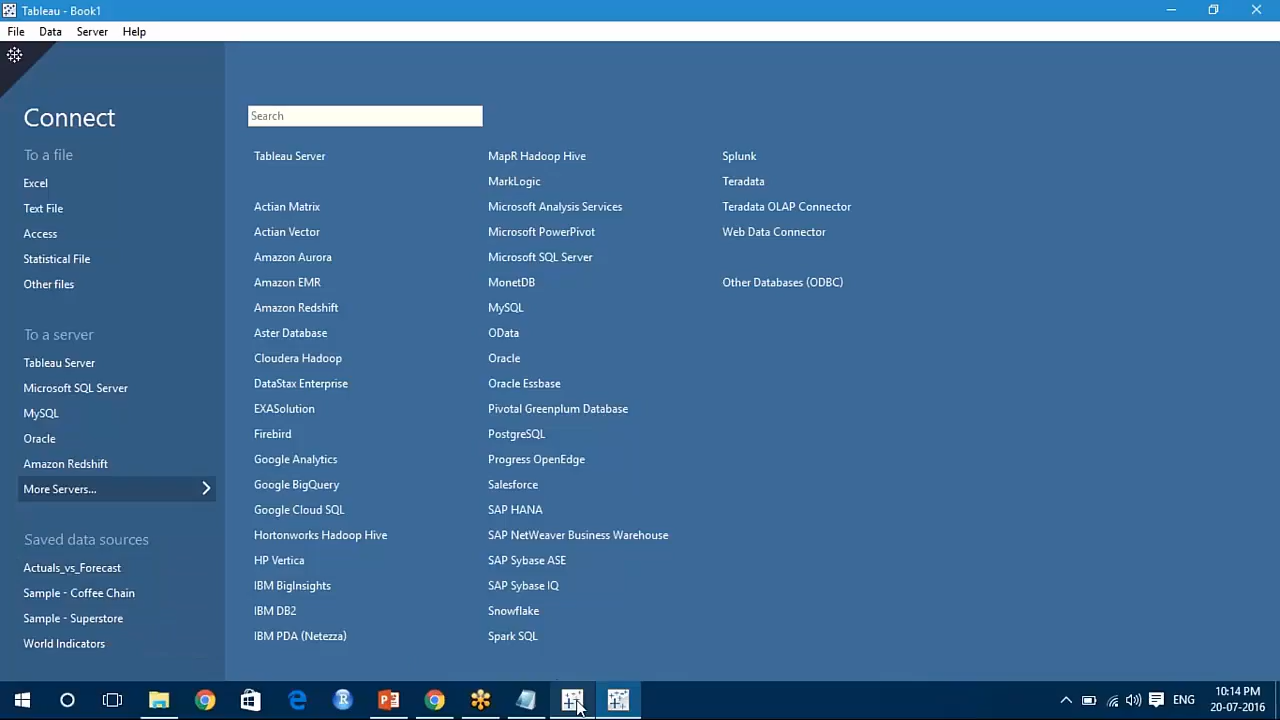 Tableau - Book1
File Data Server Help
Connect
To a file
Excel
Text File
Access
Statistical File
Other files
To a server
Tableau Server
Microsoft SQL Server
MySQL
Oracle
Amazon Redshift
More Servers...
Saved data sources
Actuals_vs_Forecast
Sample - Coffee Chain
Sample - Superstore
World Indicators
Search
Tableau Server
Actian Matrix
Actian Vector
Amazon Aurora
Amazon EMR
Amazon Redshift
Aster Database
Cloudera Hadoop
DataStax Enterprise
EXASolution
Firebird
Google Analytics
Google BigQuery
Google Cloud SQL
Hortonworks Hadoop Hive
HP Vertica
IBM BigInsights
IBM DB2
IBM PDA (Netezza)
MapR Hadoop Hive
MarkLogic
Microsoft Analysis Services
Microsoft PowerPivot
Microsoft SQL Server
MonetDB
MySQL
OData
Oracle
Oracle Essbase
Pivotal Greenplum Database
PostgreSQL
Progress OpenEdge
Salesforce
SAP HANA
SAP NetWeaver Business Warehouse
SAP Sybase ASE
SAP Sybase IQ
Snowflake
Spark SQL
Splunk
Teradata
Teradata OLAP Connector
Web Data Connector
Other Databases (ODBC)
ENG
10:14 PM
20-07-2016